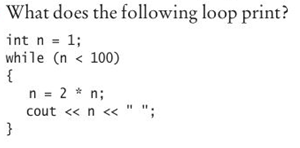 What does the following loop print?
int n = 1;
while (n < 100)
{
n = 2 * n;
cout << n << " ";
}